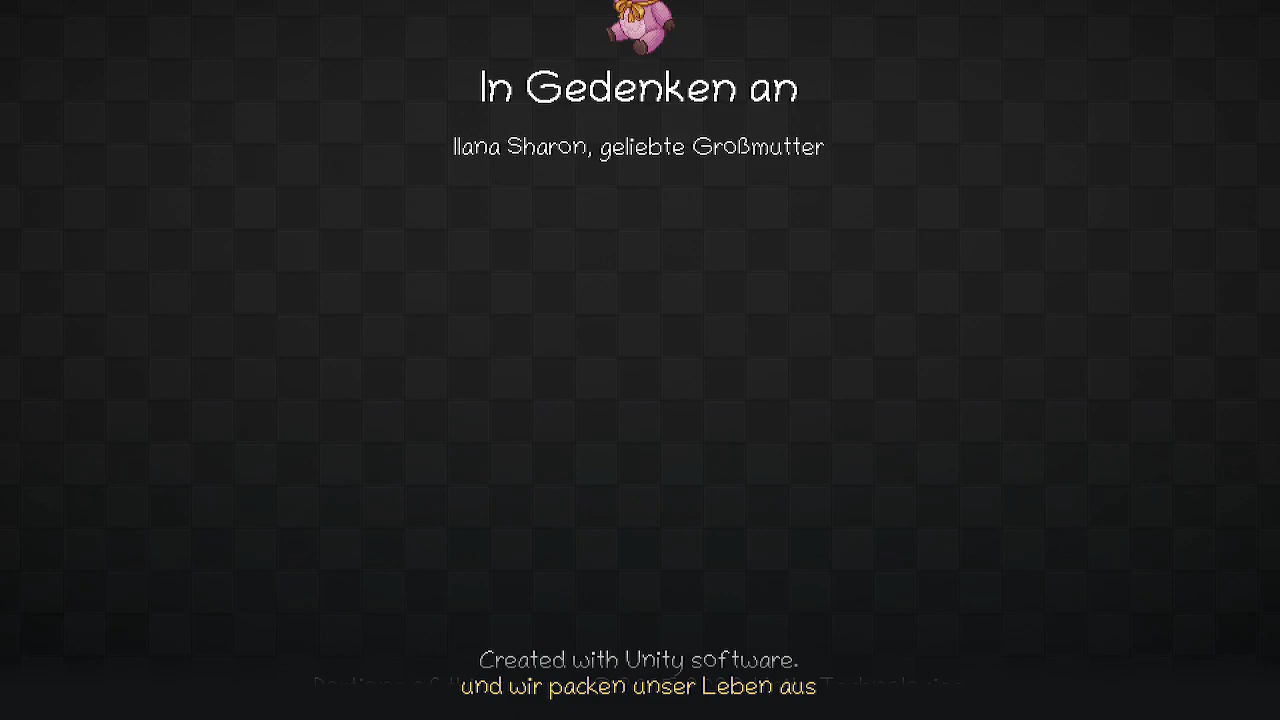 In Gedenken an
Ilana Sharon, geliebte Großmutter
Created with Unity software.
und wir packen unser Leben aus